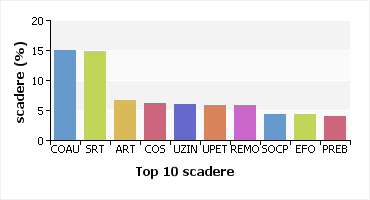 scadere (%)
20
15
10
5
0
COAU SRT ART COS UZIN UPET REMO SOCP EFO PREB
Top 10 scadere